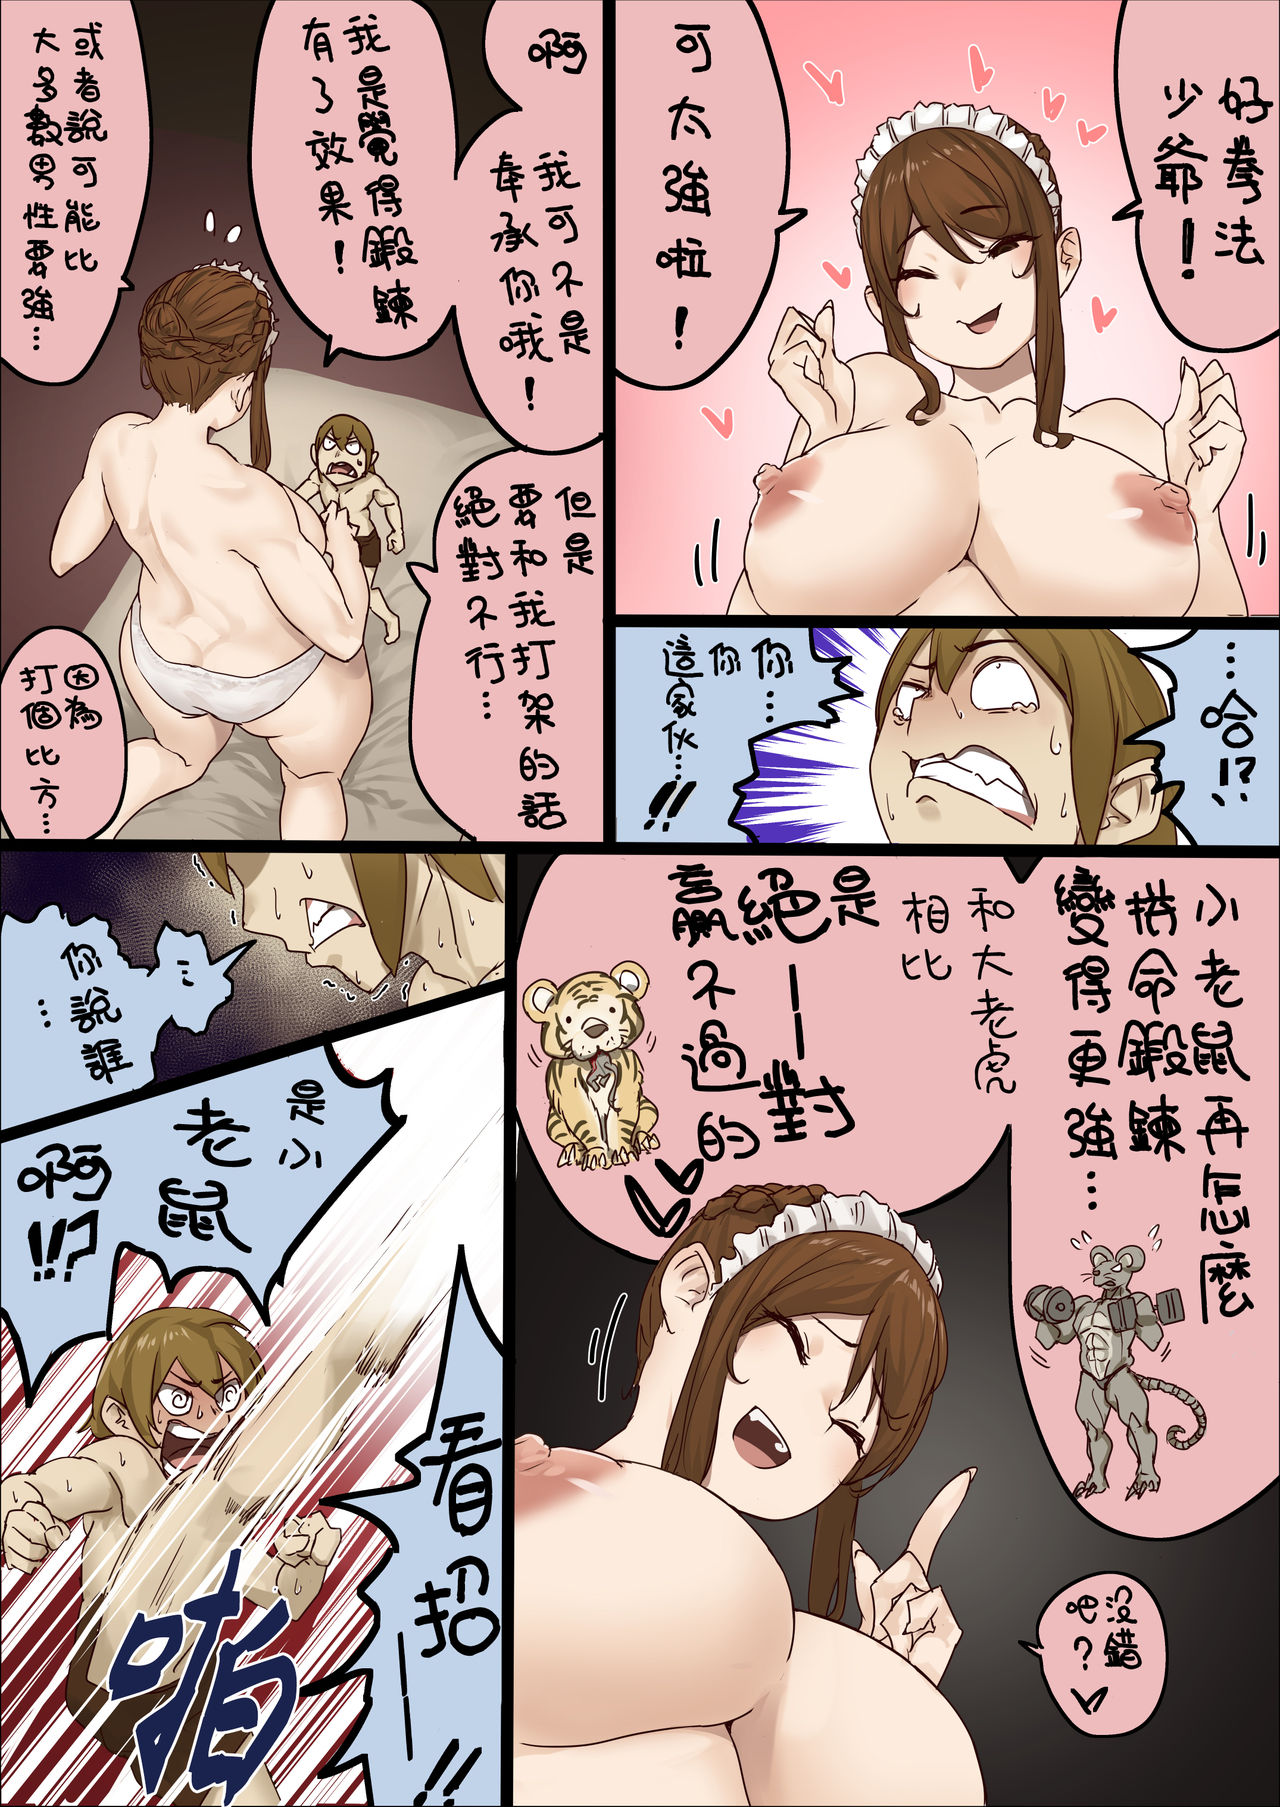 好拳法
少爺！
可太強啦！
…哈!?
你你…
這家伙…!!
啊
我可不是
奉承你哦！
我是覺得鍛鍊
有了效果！
或者說可能比
大多數男性要強…
但是
要和我打架的話
絕對不行…
因為
打個比方…
小老鼠再怎麼
拼命鍛鍊
變得更強…
和大老虎
相比
是
絕——對
贏不過的
沒錯
吧？
…
你說誰
…
是小
老鼠
啊!!?
看招——!!
啪